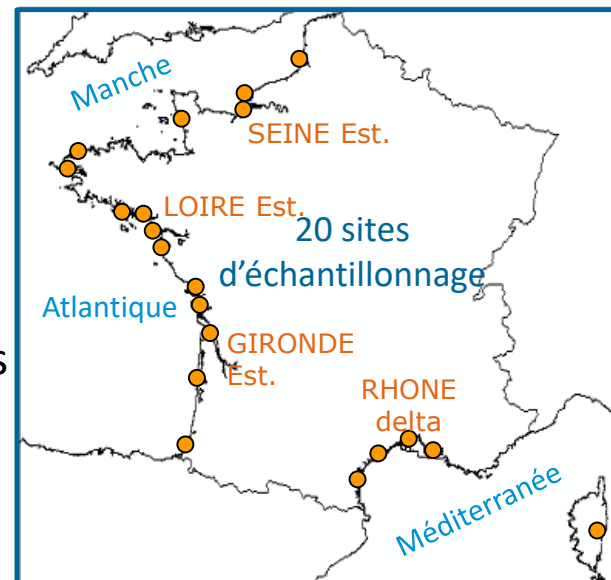 Manche
SEINE Est.
LOIRE Est.
20 sites
d'échantillonnage
Atlantique
s
GIRONDE
Est.
RHONE
delta
Méditerranée